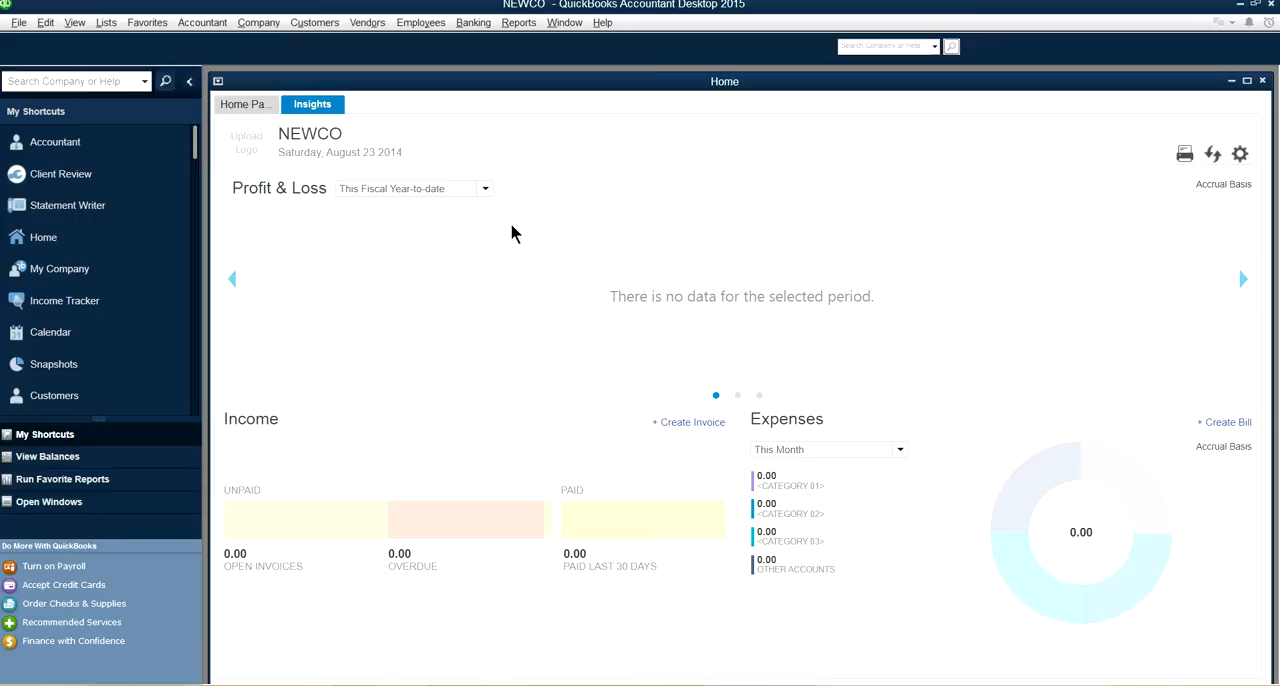 NEWCO - QuickBooks Accountant Desktop 2015
File Edit View Lists Favorites Accountant Company Customers Vendors Employees Banking Reports Window Help
Search Company or Help
Search Company or Help
Home
My Shortcuts
Accountant
Client Review
Statement Writer
Home
My Company
Income Tracker
31
Calendar
Snapshots
Customers
My Shortcuts
View Balances
Run Favorite Reports
Open Windows
Do More With QuickBooks
Turn on Payroll
Accept Credit Cards
Order Checks & Supplies
Recommended Services
Finance with Confidence
Home Pa... Insights
Upload
Logo
NEWCO
Saturday, August 23 2014
Profit & Loss This Fiscal Year-to-date
Accrual Basis
There is no data for the selected period.
Income
+ Create Invoice
UNPAID
PAID
0.00
OPEN INVOICES
0.00
OVERDUE
0.00
PAID LAST 30 DAYS
Expenses
+ Create Bill
This Month
Accrual Basis
0.00
<CATEGORY 01>
0.00
<CATEGORY 02>
0.00
<CATEGORY 03>
0.00
OTHER ACCOUNTS
0.00